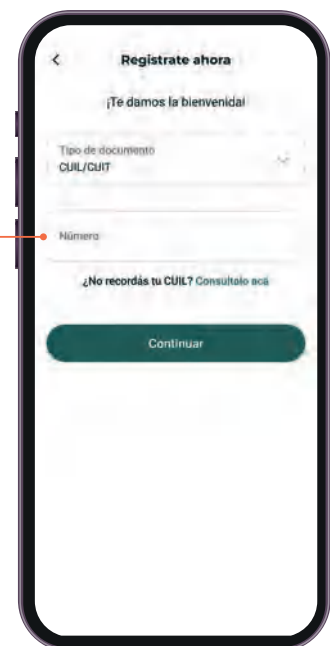 Registrate ahora
¡Te damos la bienvenida!
Tipo de documento
CUIL/CUIT
Número
¿No recordás tu CUIL? Consultalo acá
Continuar